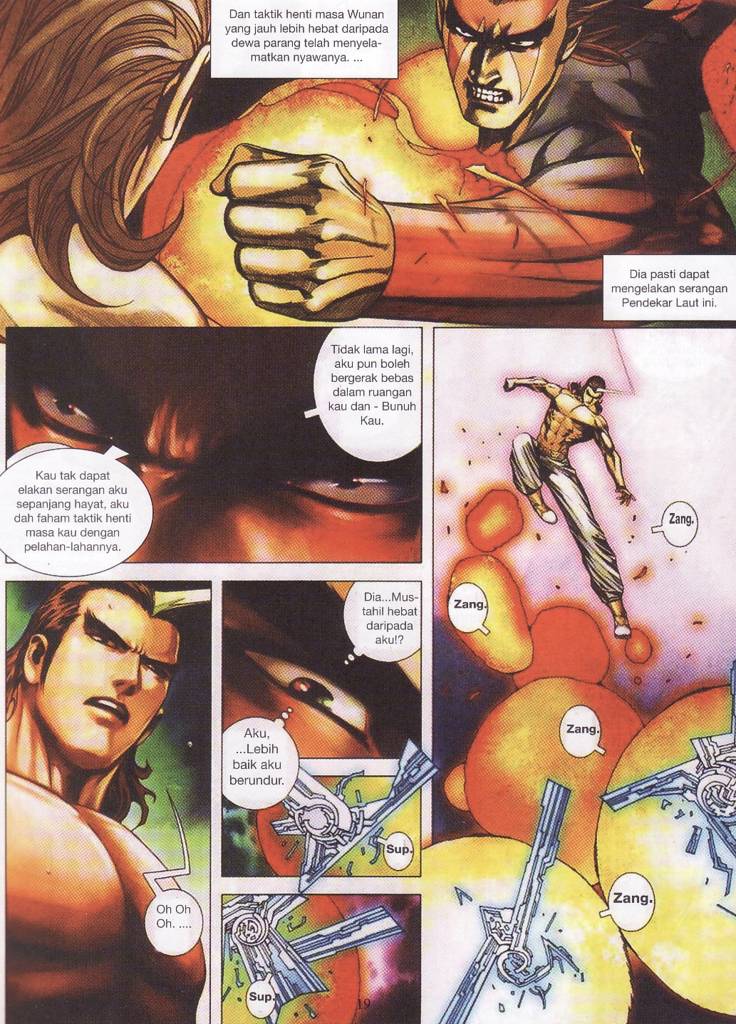 Dan taktik henti masa Wunan
yang jauh lebih hebat daripada
dewa parang telah menyela-
matkan nyawanya. ...
Dia pasti dapat
mengelakan serangan
Pendekar Laut ini.
Tidak lama lagi,
aku pun boleh
bergerak bebas
dalam ruangan
kau dan - Bunuh
Kau.
Kau tak dapat
elakan serangan aku
sepanjang hayat, aku
dah faham taktik henti
masa kau dengan
pelahan-lahannya.
Zang.
Zang.
Zang.
Zang.
Dia...Mus-
tahil hebat
daripada
aku!?
Aku,
...Lebih
baik aku
berundur.
Oh Oh
Oh. ....
Sup.
Sup.
19